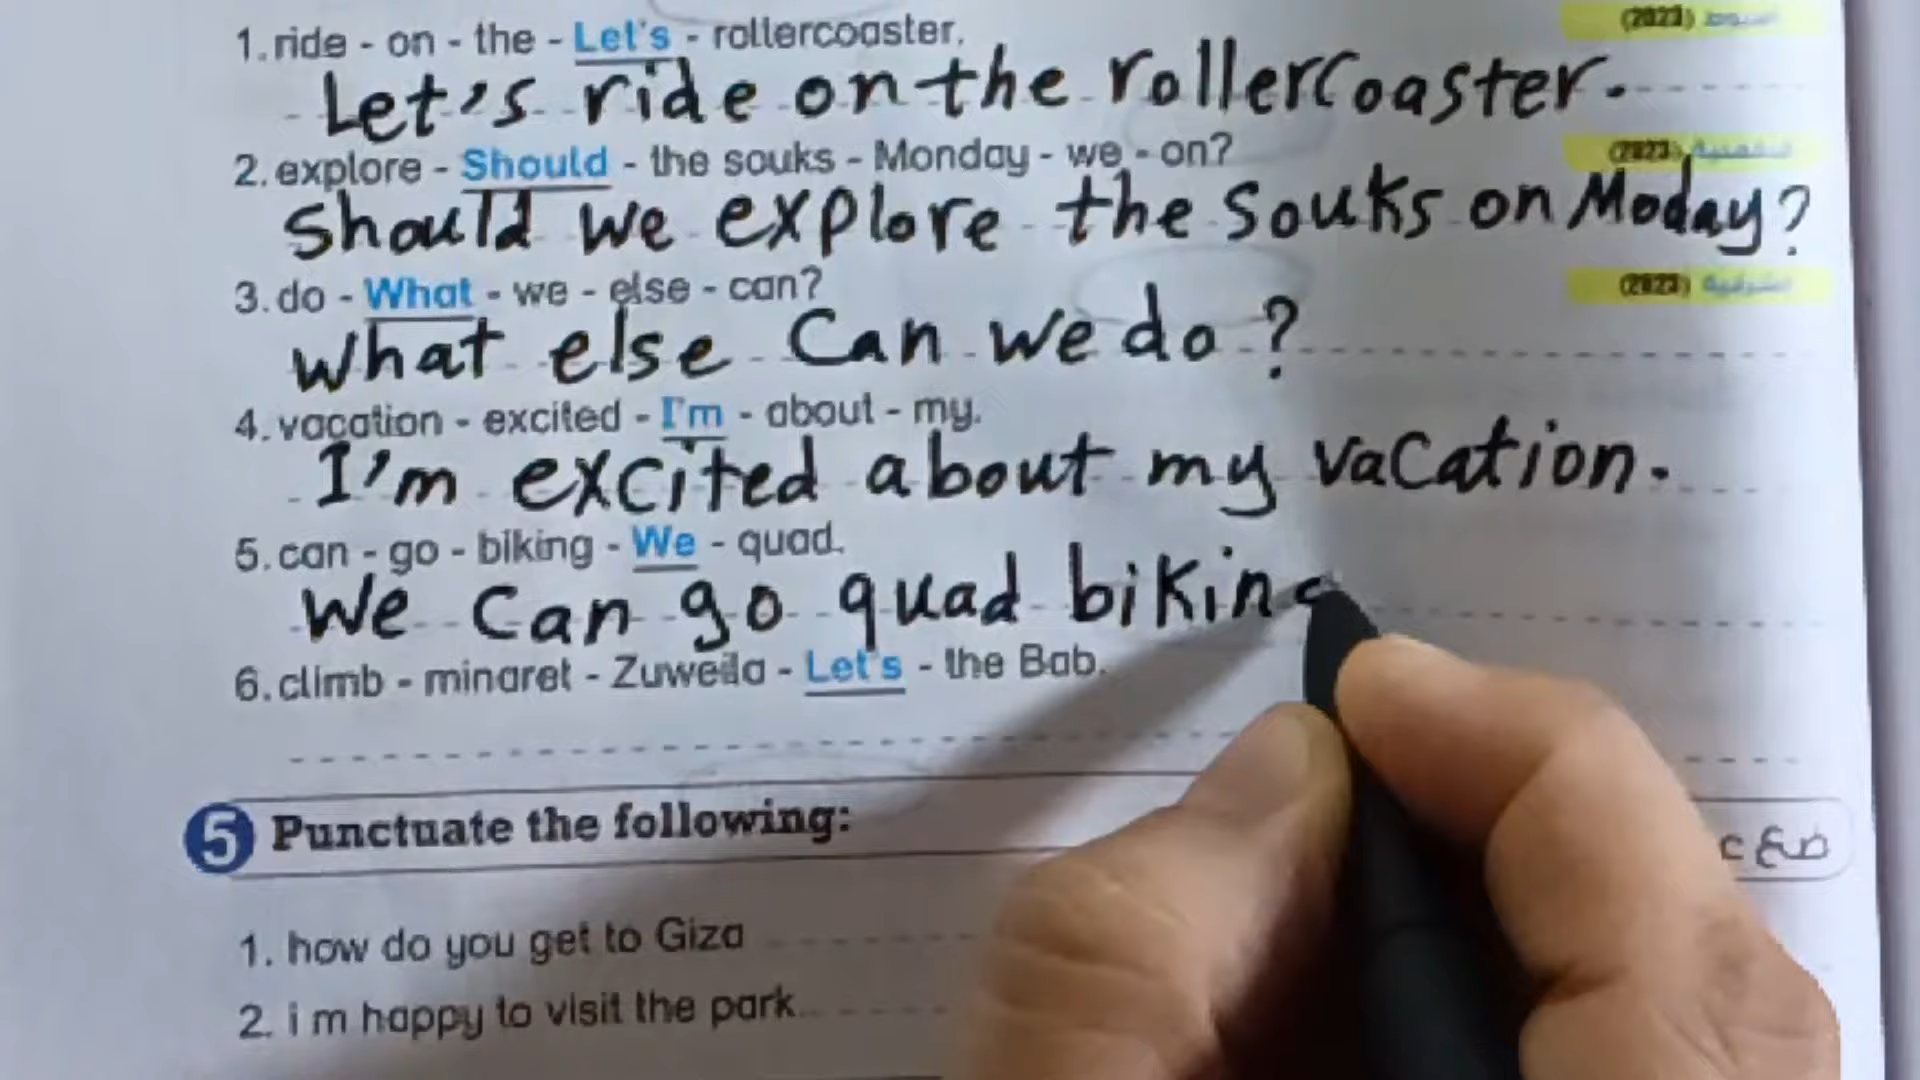 1. ride - on - the - Let's - rollercoaster. (2023)
Let's ride on the rollercoaster.
2. explore - Should - the souks - Monday - we - on? (2023)
Should we explore the souks on Moday?
3. do - What - we - else - can? (2023)
What else Can we do?
4. vacation - excited - I'm - about - my.
I'm excited about my vacation.
5. can - go - biking - We - quad.
We Can go quad biking
6. climb - minaret - Zuweila - Let's - the Bab.
5 Punctuate the following:
1. how do you get to Giza
2. i m happy to visit the park